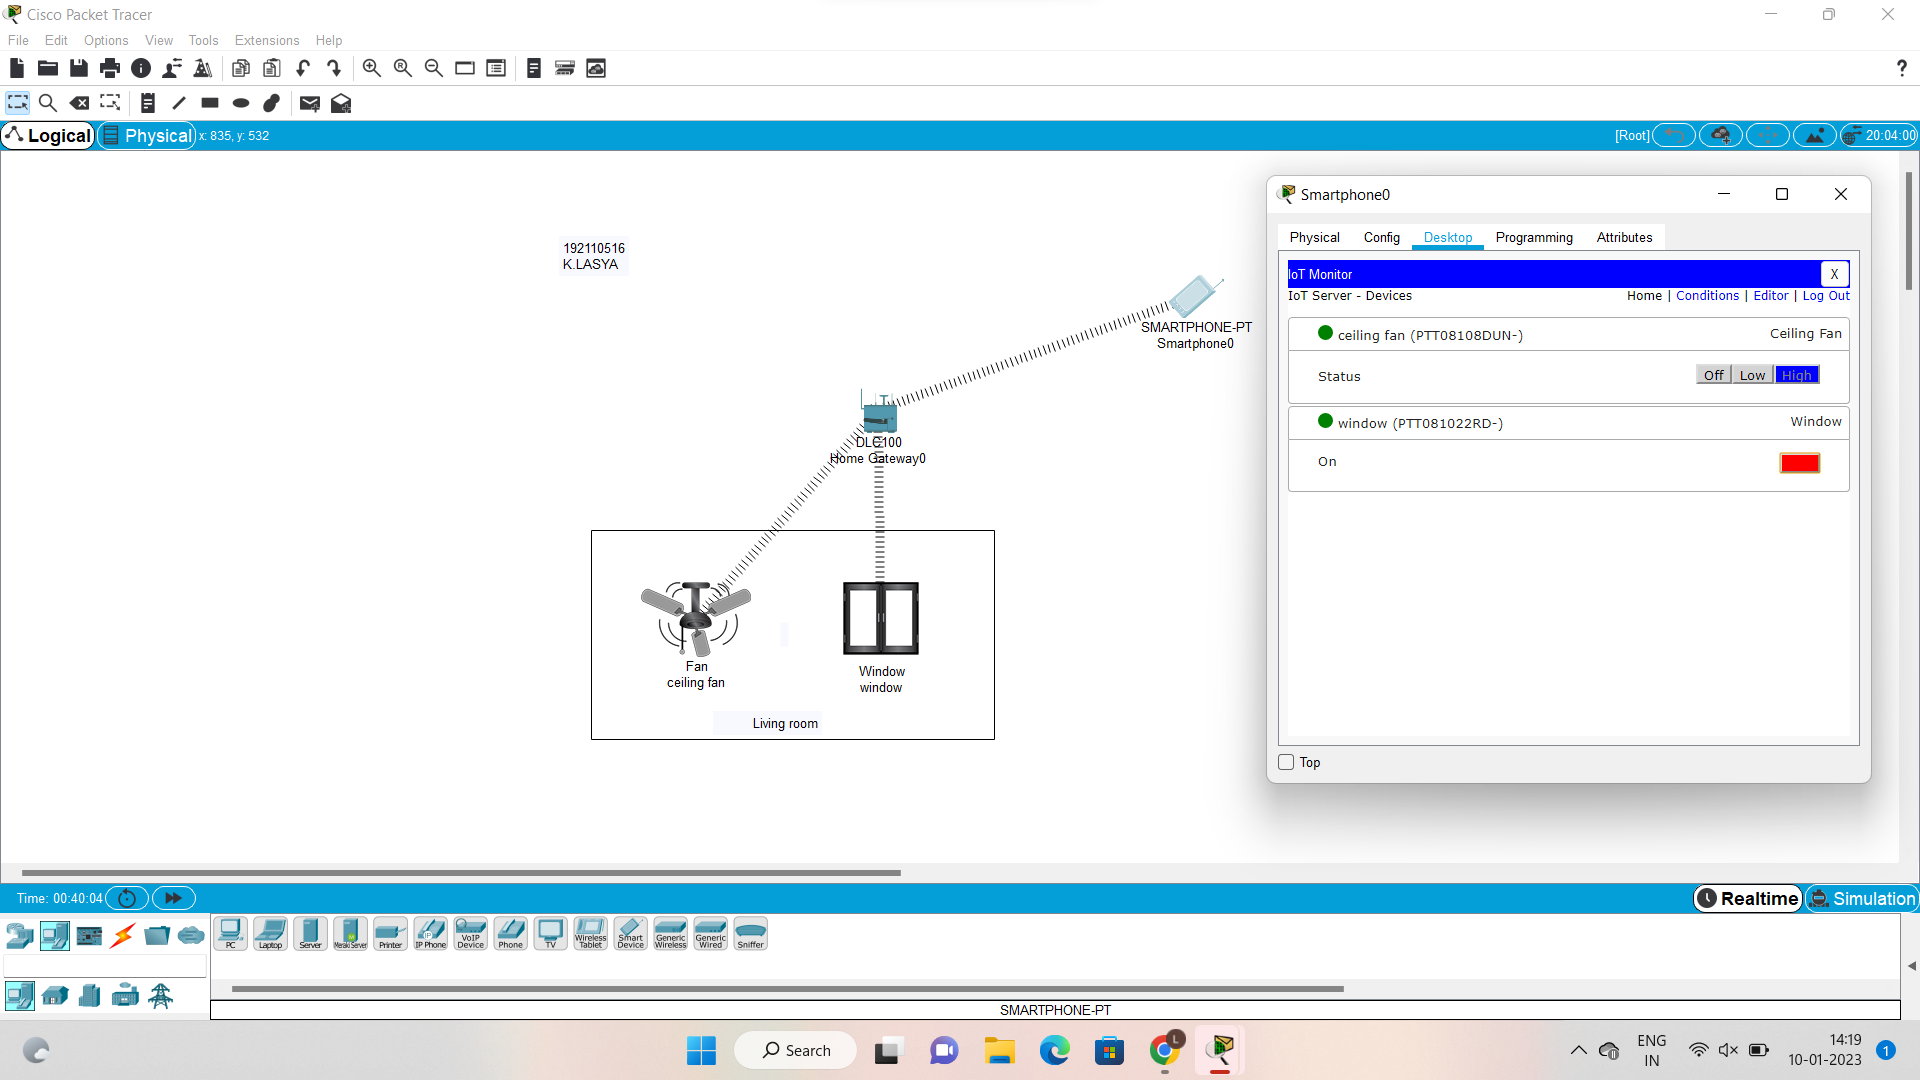 Cisco Packet Tracer
File Edit Options View Tools Extensions Help
?
Logical Physical x: 835, y: 532 [Root] 20:04:00
192110516
K.LASYA
SMARTPHONE-PT
Smartphone0
DLC100
Home Gateway0
Fan
ceiling fan
Window
window
Living room
Smartphone0
Physical Config Desktop Programming Attributes
IoT Monitor X
IoT Server - Devices Home | Conditions | Editor | Log Out
ceiling fan (PTT08108DUN-) Ceiling Fan
Status Off Low High
window (PTT081022RD-) Window
On
Top
Time: 00:40:04 Realtime Simulation
PC Laptop Server Meraki Server Printer IP Phone VoIP Device Phone TV Wireless Tablet Smart Device Generic Wireless Generic Wired Sniffer
SMARTPHONE-PT
Search
L
ENG
IN
14:19
10-01-2023
1